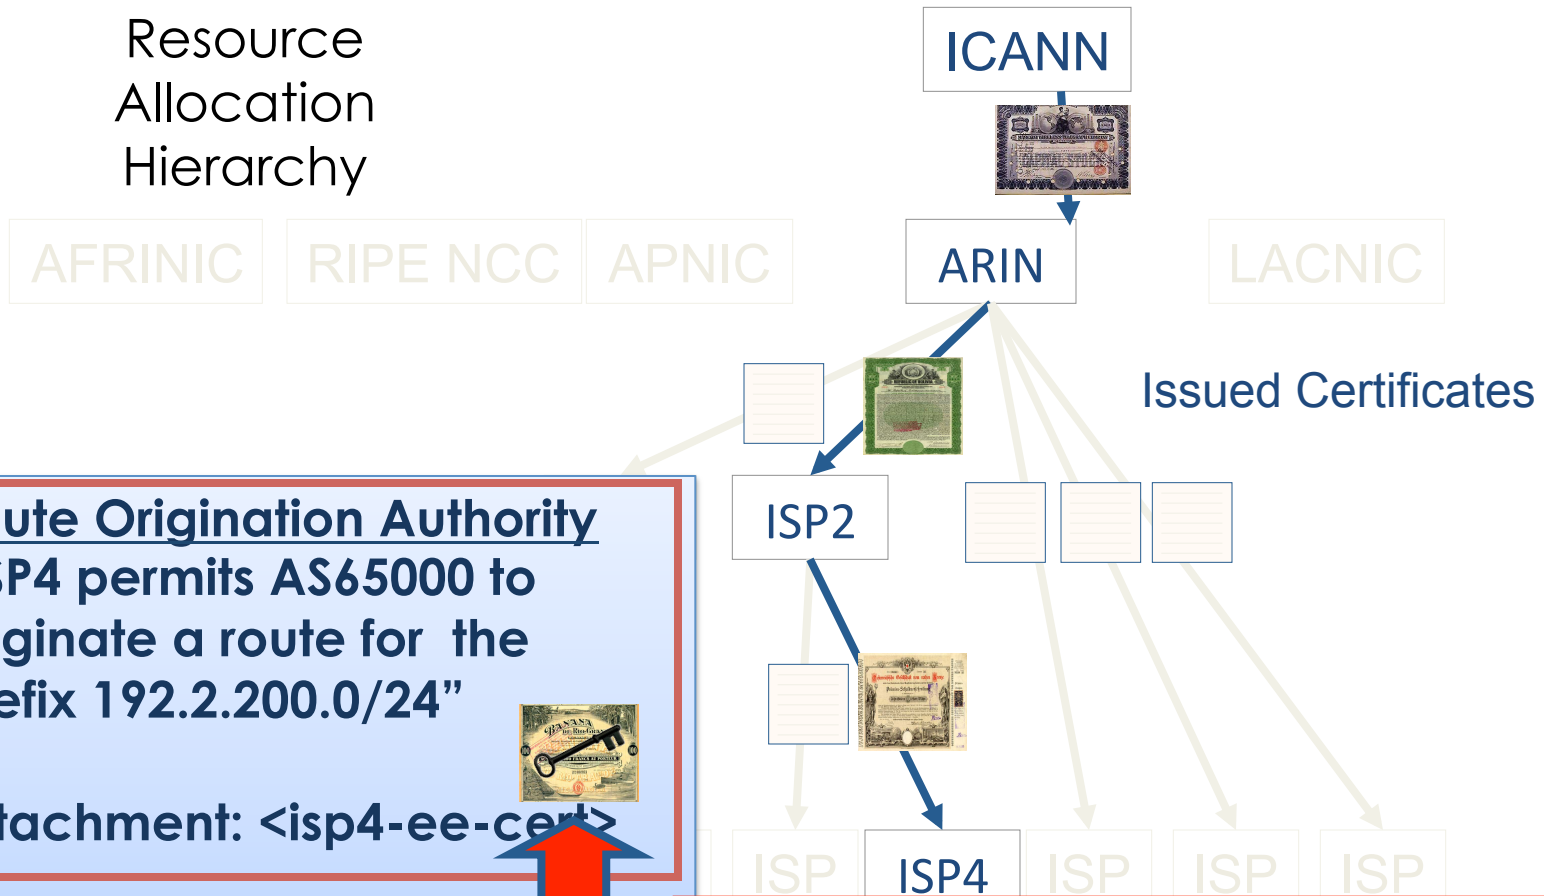 Resource
Allocation
Hierarchy
ICANN
AFRINIC
RIPE NCC
APNIC
ARIN
LACNIC
Issued Certificates
ISP2
ute Origination Authority
SP4 permits AS65000 to
ginate a route for the
efix 192.2.200.0/24”
tachment: <isp4-ee-cert>
ISP
ISP4
ISP
ISP
ISP